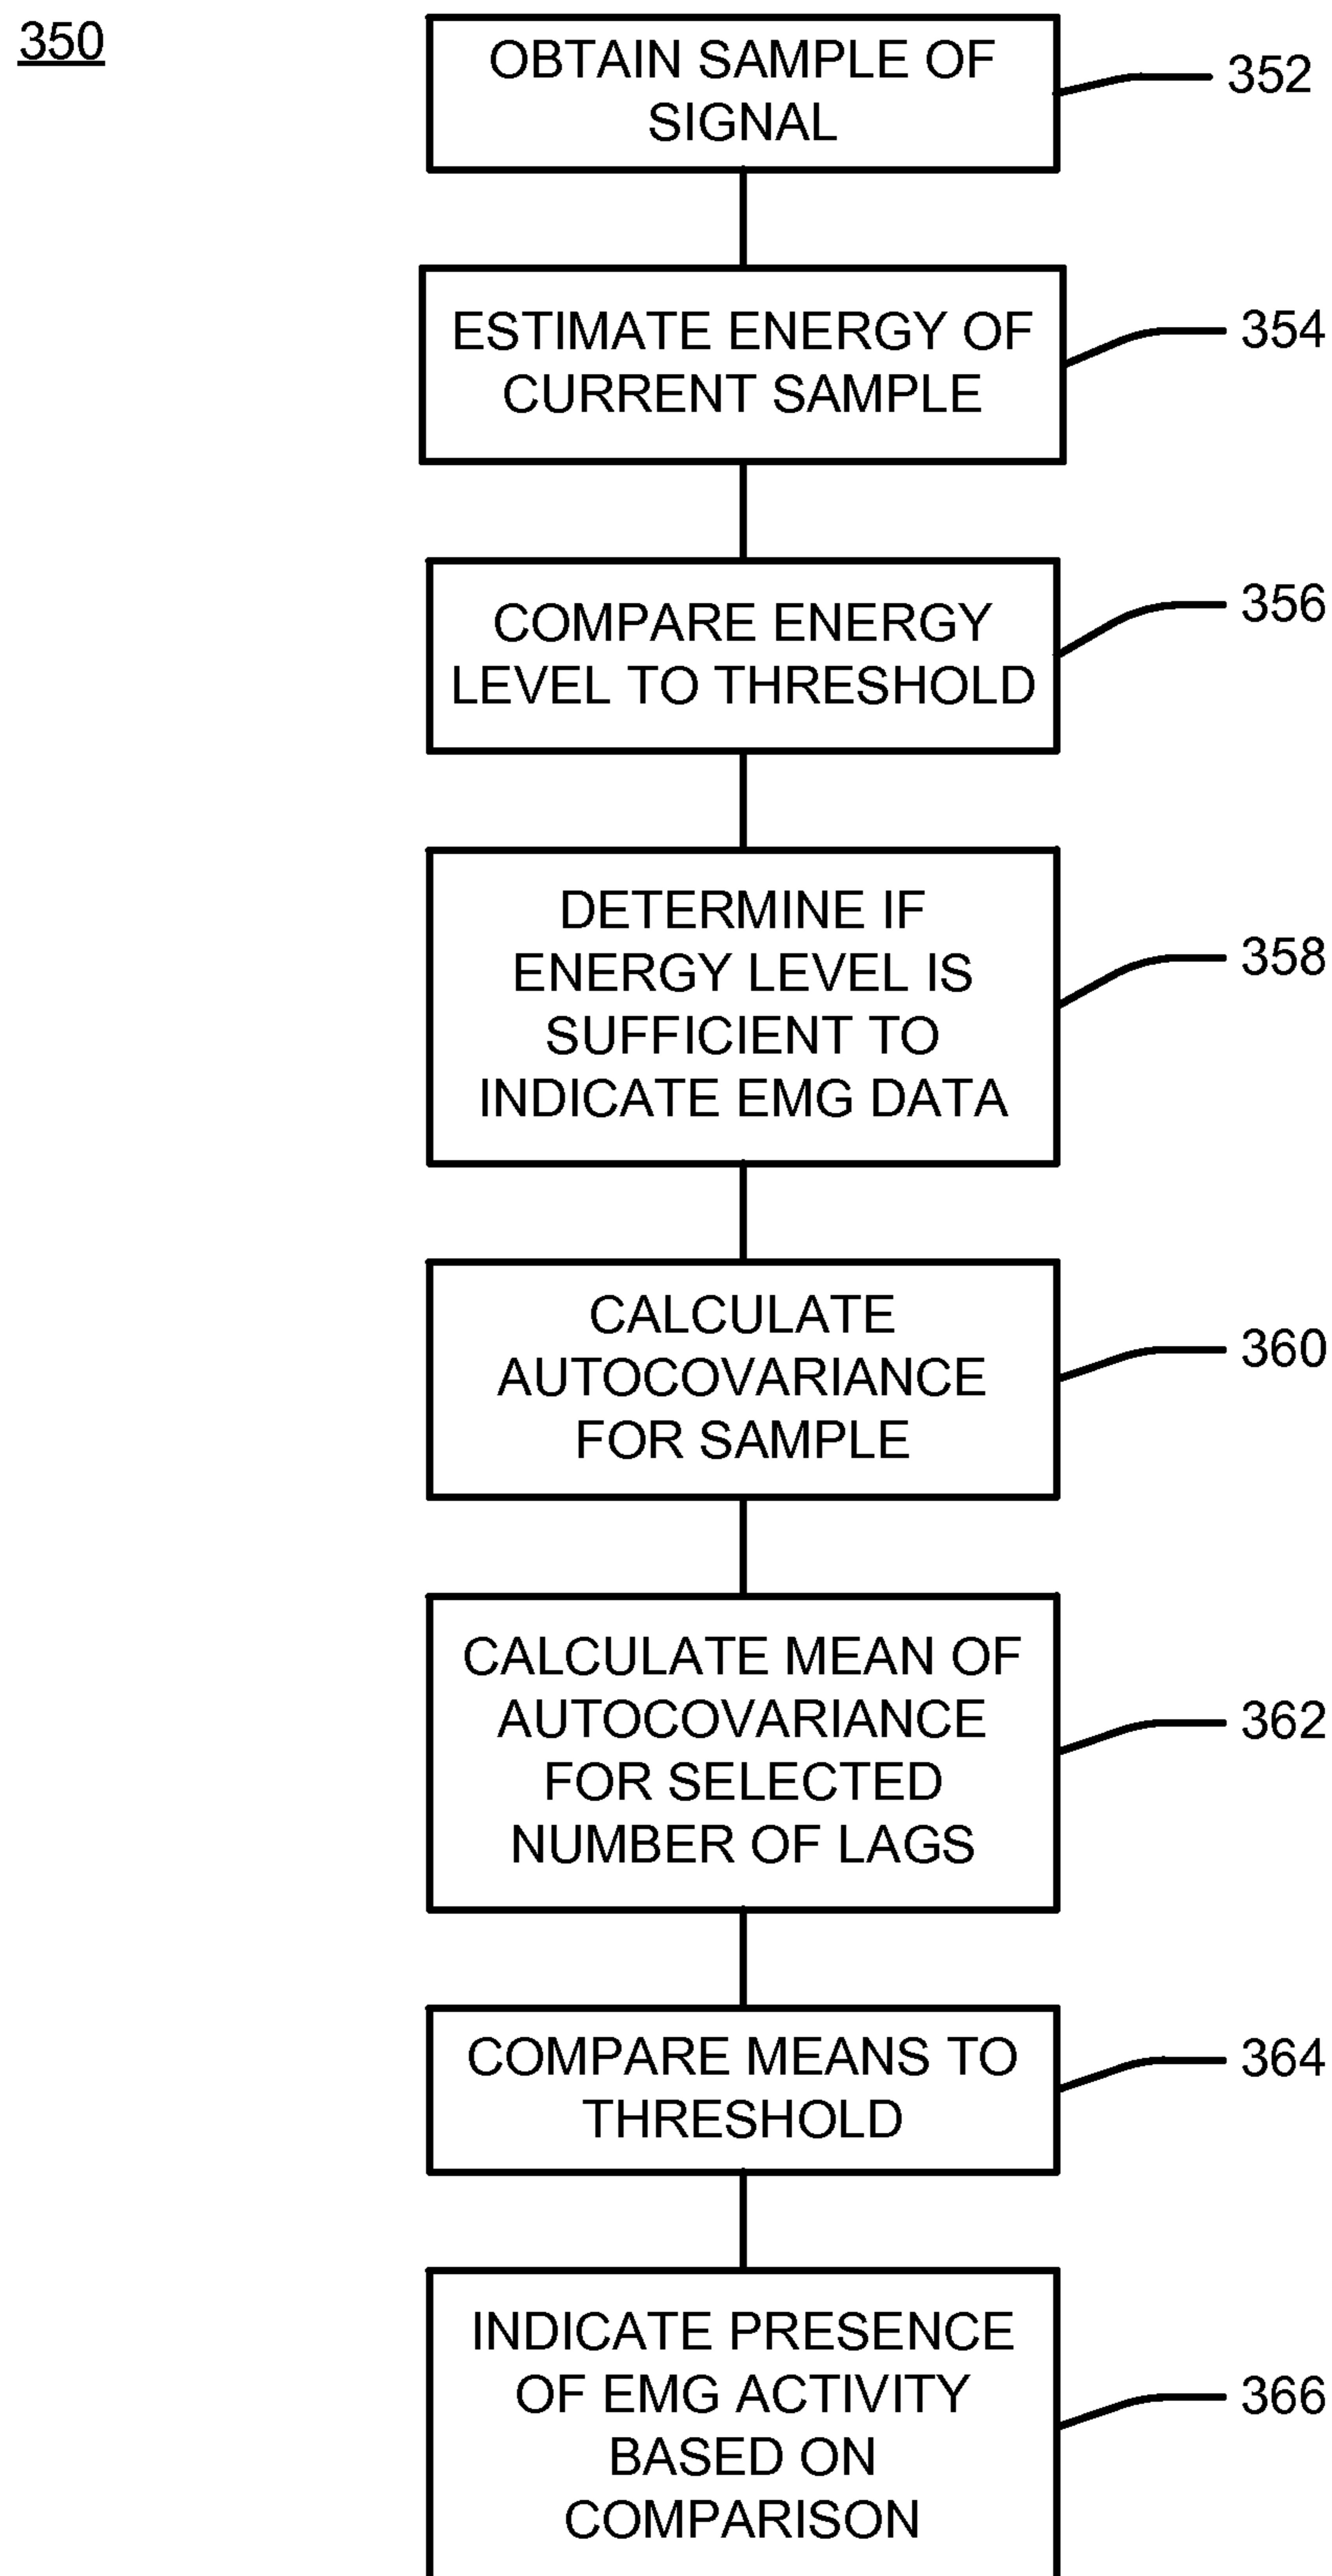 350
OBTAIN SAMPLE OF
SIGNAL
352
ESTIMATE ENERGY OF
CURRENT SAMPLE
354
COMPARE ENERGY
LEVEL TO THRESHOLD
356
DETERMINE IF
ENERGY LEVEL IS
SUFFICIENT TO
INDICATE EMG DATA
358
CALCULATE
AUTOCOVARIANCE
FOR SAMPLE
360
CALCULATE MEAN OF
AUTOCOVARIANCE
FOR SELECTED
NUMBER OF LAGS
362
COMPARE MEANS TO
THRESHOLD
364
INDICATE PRESENCE
OF EMG ACTIVITY
BASED ON
COMPARISON
366